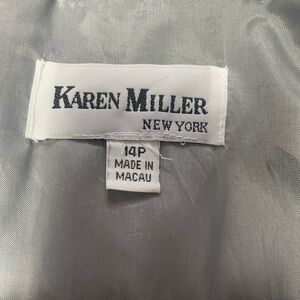 KAREN MILLER
NEW YORK
14P
MADE IN
MACAU